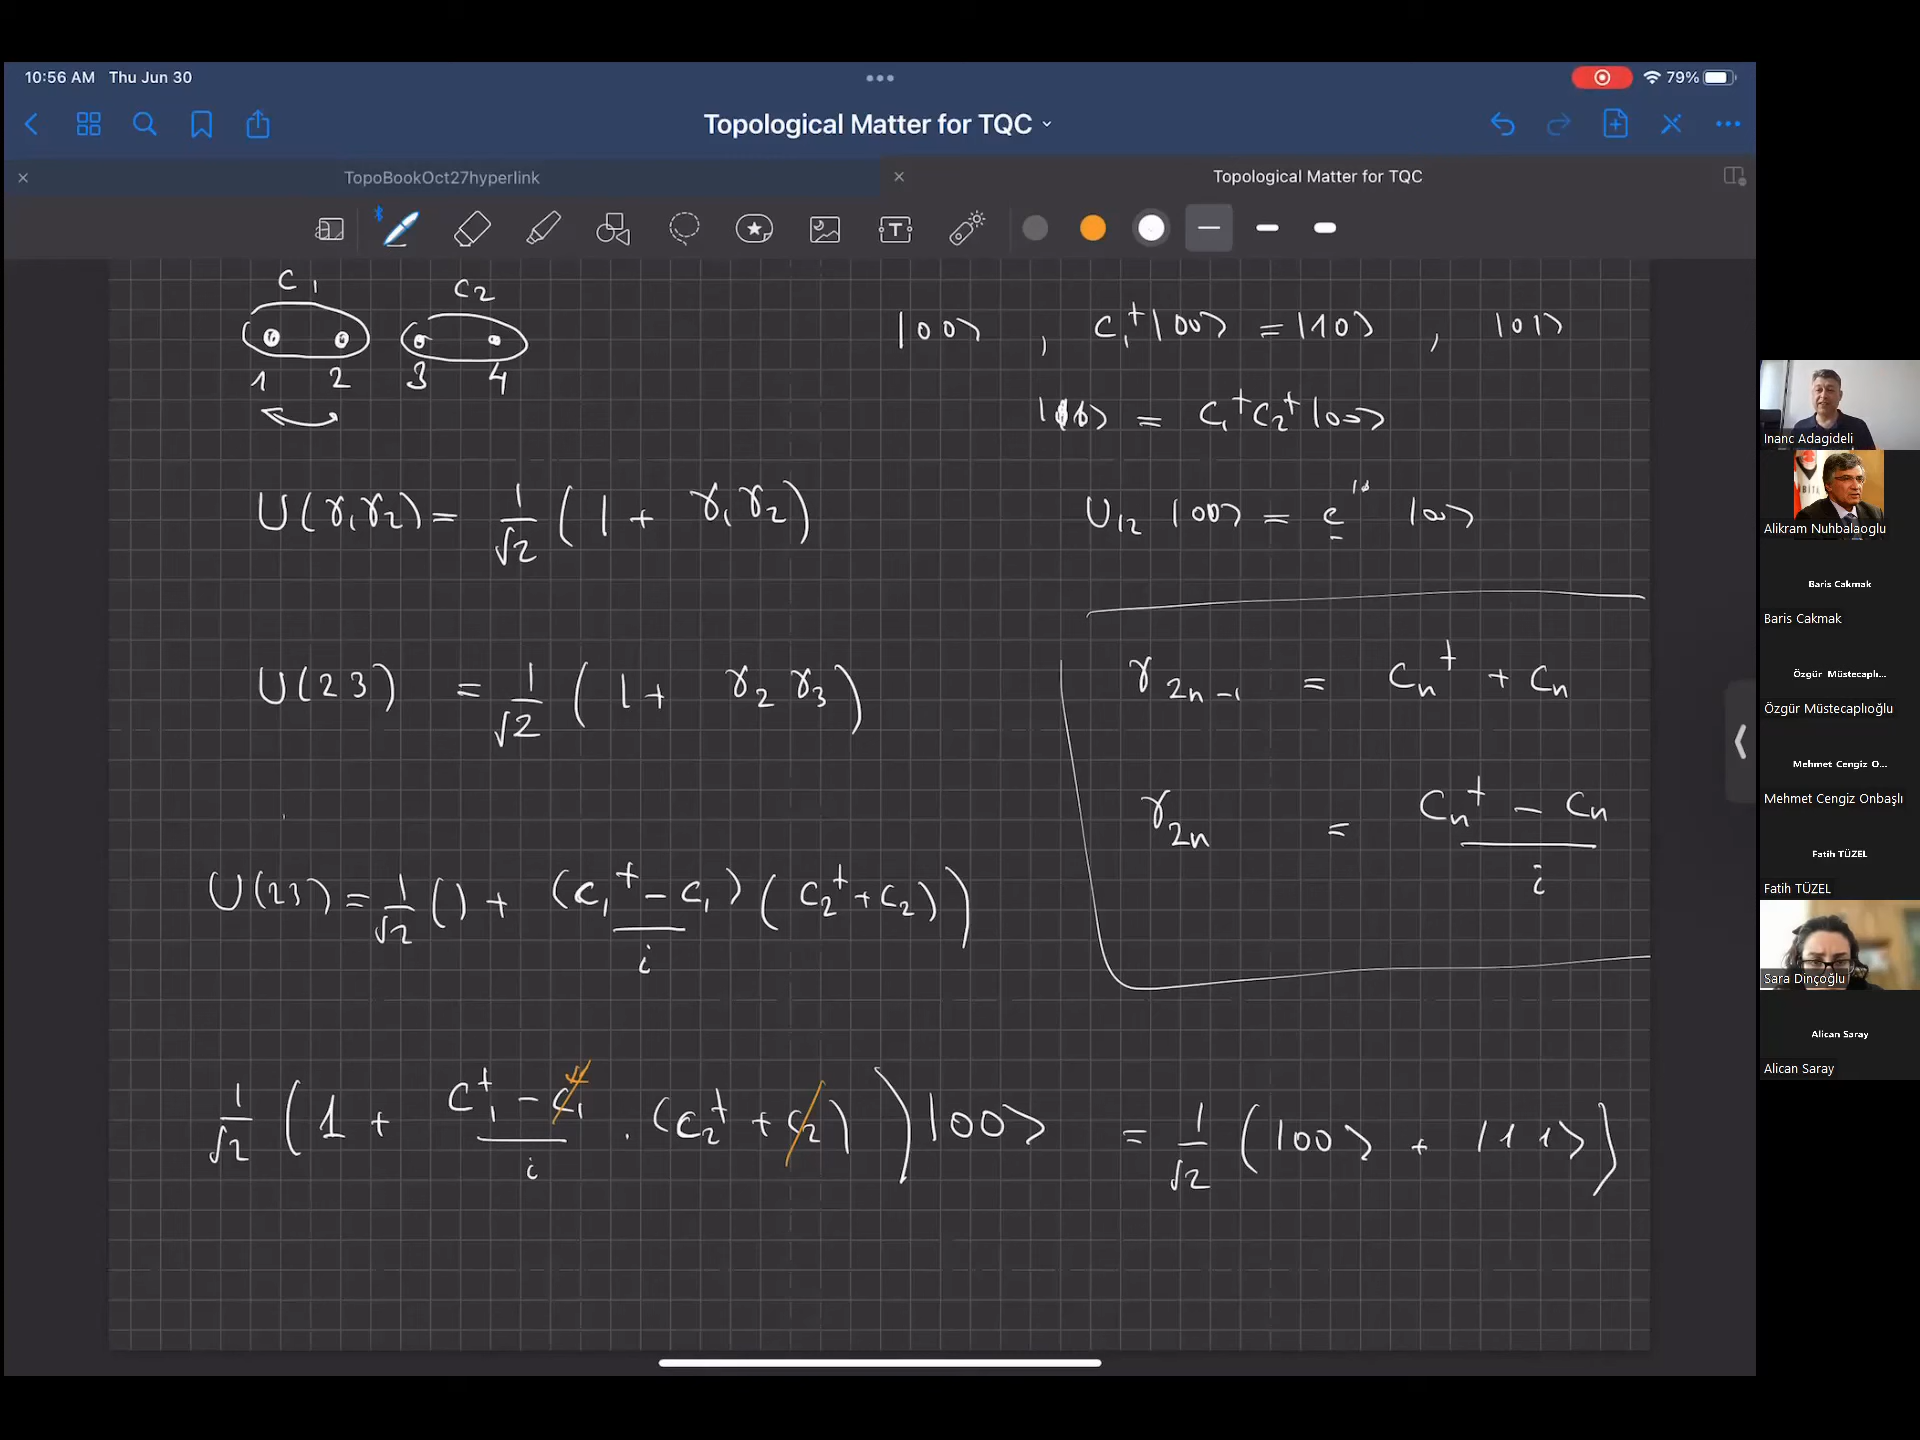 10:56 AM Thu Jun 30
79%
Topological Matter for TQC
TopoBookOct27hyperlink
Topological Matter for TQC
C1 C2
1 2 3 4
|00⟩ , C₁†|00⟩ = |10⟩ , |01⟩
= C₁†C₂†|00⟩
U(γ₁γ₂) = 1/√2 (1 + γ₁γ₂)
U₁₂ |00⟩ = e |00⟩
U(23) = 1/√2 (1 + γ₂γ₃)
γ₂ₙ₋₁ = Cₙ† + Cₙ
γ₂ₙ = (Cₙ† − Cₙ)/i
U(23) = 1/√2 (1 + (C₁† − C₁)/i (C₂† + C₂))
1/√2 (1 + (C₁† − C₁)/i · (C₂† + C₂))|00⟩ = 1/√2 (|00⟩ + |11⟩)
Inanc Adagideli
Alikram Nuhbalaoglu
Baris Cakmak
Baris Cakmak
Özgür Müstecaplı...
Özgür Müstecaplıoğlu
Mehmet Cengiz O...
Mehmet Cengiz Onbaşlı
Fatih TÜZEL
Fatih TÜZEL
Sara Dinçoğlu
Alican Saray
Alican Saray